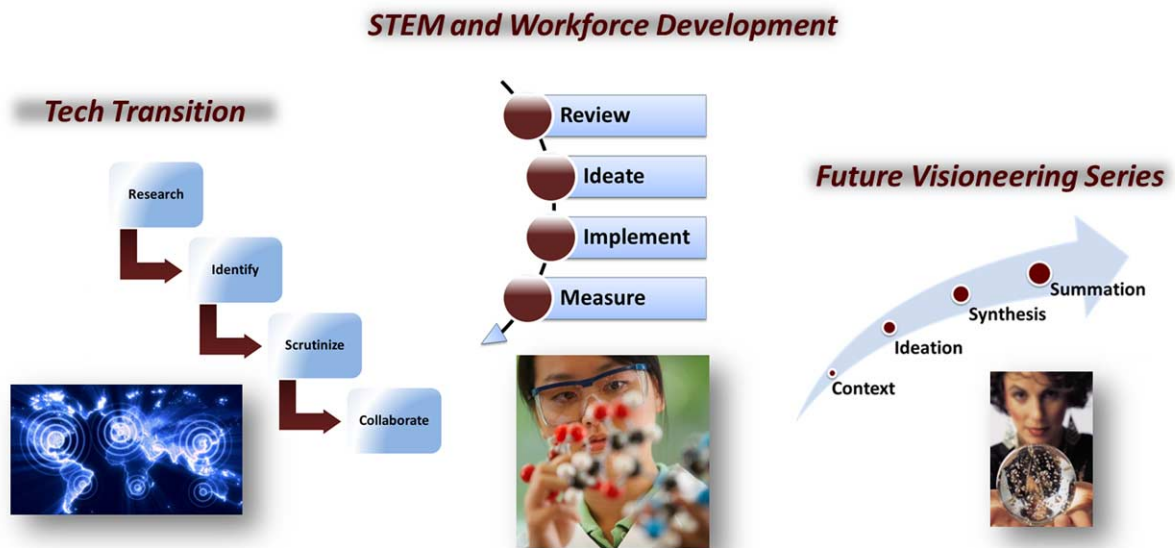 STEM and Workforce Development
Tech Transition
Research
Identify
Scrutinize
Collaborate
Review
Ideate
Implement
Measure
Future Visioneering Series
Context
Ideation
Synthesis
Summation